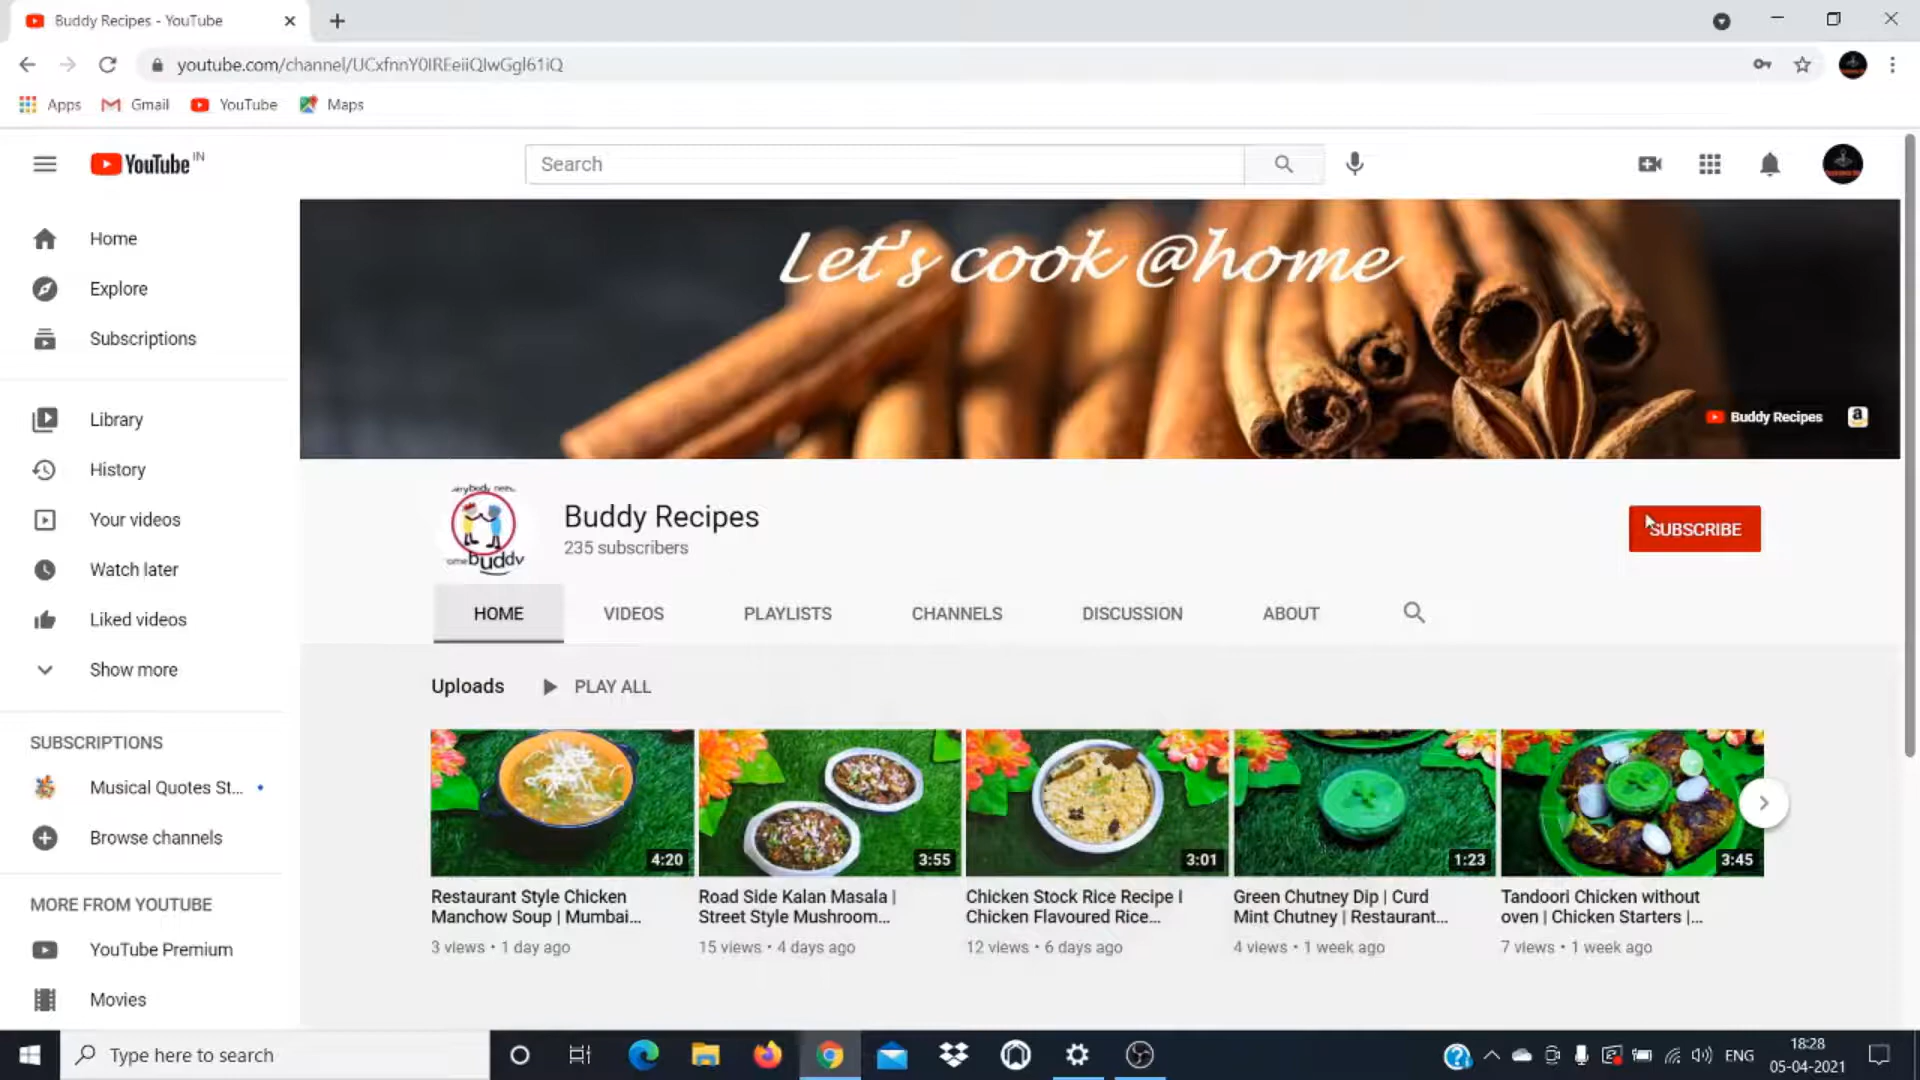 Buddy Recipes - YouTube
youtube.com/channel/UCxfnnY0IREeiiQIwGgl61iQ
Apps Gmail YouTube Maps
YouTube IN
Search
Home
Explore
Subscriptions
Library
History
Your videos
Watch later
Liked videos
Show more
SUBSCRIPTIONS
Musical Quotes St...
Browse channels
MORE FROM YOUTUBE
YouTube Premium
Movies
Let's cook @home
Buddy Recipes
Buddy Recipes
235 subscribers
SUBSCRIBE
buddy
HOME VIDEOS PLAYLISTS CHANNELS DISCUSSION ABOUT
Uploads PLAY ALL
4:20
Restaurant Style Chicken
Manchow Soup | Mumbai...
3 views • 1 day ago
3:55
Road Side Kalan Masala |
Street Style Mushroom...
15 views • 4 days ago
3:01
Chicken Stock Rice Recipe I
Chicken Flavoured Rice...
12 views • 6 days ago
1:23
Green Chutney Dip | Curd
Mint Chutney | Restaurant...
4 views • 1 week ago
3:45
Tandoori Chicken without
oven | Chicken Starters |...
7 views • 1 week ago
Type here to search
ENG
18:28
05-04-2021